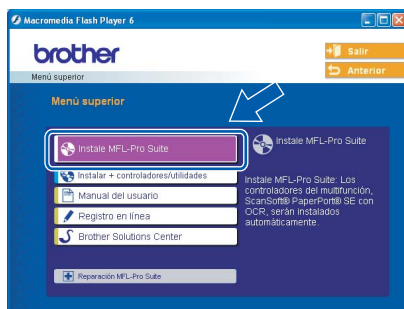 Macromedia Flash Player 6
brother
Salir
Anterior
Menú superior
Menú superior
Instale MFL-Pro Suite
Instalar + controladores/utilidades
Manual del usuario
Registro en línea
Brother Solutions Center
Reparación MFL-Pro Suite
Instale MFL-Pro Suite
Instale MFL-Pro Suite: Los
controladores del multifunción,
ScanSoft® PaperPort® SE con
OCR, serán instalados
automáticamente.